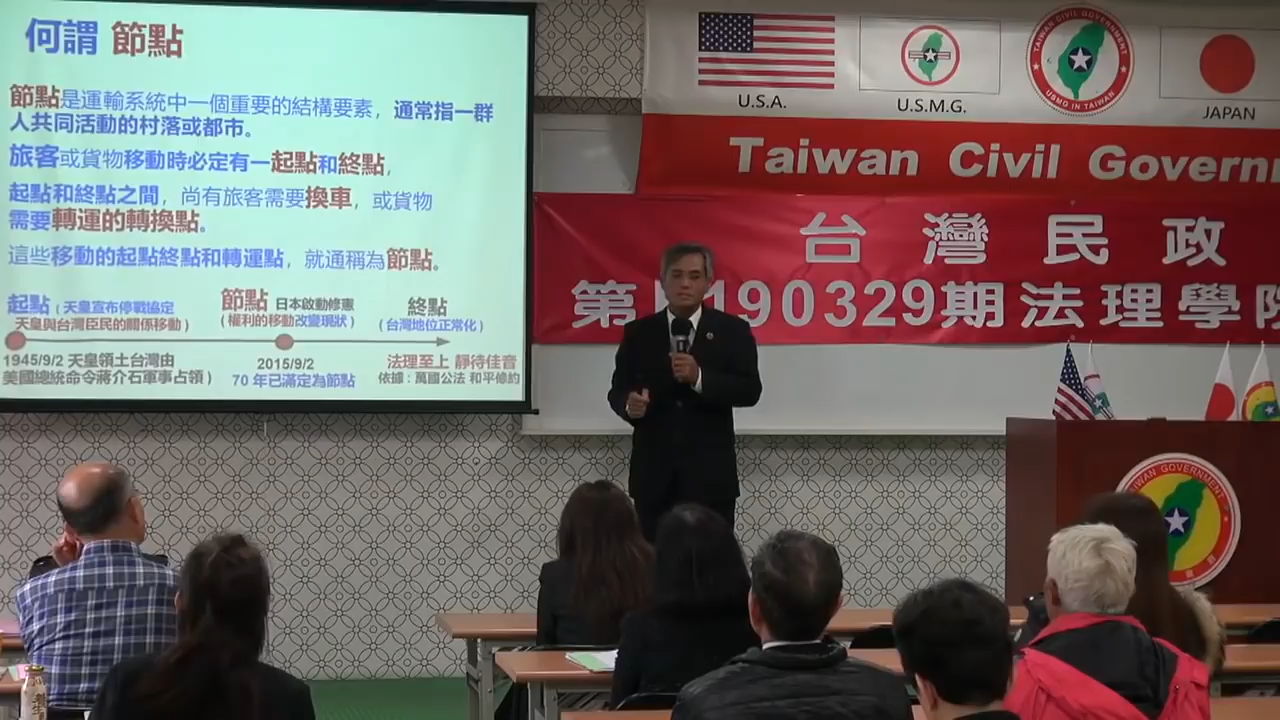 何謂 節點
節點是運輸系統中一個重要的結構要素，通常指一群
人共同活動的村落或都市。
旅客或貨物移動時必定有一起點和終點，
起點和終點之間，尚有旅客需要換車，或貨物
需要轉運的轉換點。
這些移動的起點終點和轉運點，就通稱為節點。
起點（天皇宣布停戰協定
天皇與台灣臣民的關係移動）
節點 日本啟動修憲
（權利的移動改變現狀）
終點
（台灣地位正常化）
1945/9/2 天皇領土台灣由
美國總統命令蔣介石軍事占領）
2015/9/2
70 年已滿定為節點
法理至上 靜待佳音
依據：萬國公法 和平條約
U.S.A.
U.S.M.G.
TAIWAN CIVIL GOVERNMENT
USMG IN TAIWAN
JAPAN
Taiwan Civil Governm
台灣民政
第 190329期法理學院
TAIWAN GOVERNMENT